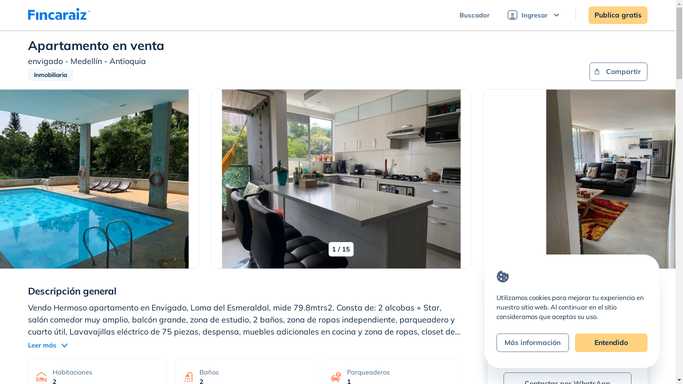 Fincaraiz
Buscador
Ingresar
Publica gratis
Apartamento en venta
envigado - Medellín - Antioquia
Inmobiliaria
Compartir
1 / 15
Descripción general
Vendo Hermoso apartamento en Envigado, Loma del Esmeraldal, mide 79.8mtrs2. Consta de: 2 alcobas + Star,
salón comedor muy amplio, balcón grande, zona de estudio, 2 baños, zona de ropas independiente, parqueadero y
cuarto útil, Lavavajillas eléctrico de 75 piezas, despensa, muebles adicionales en cocina y zona de ropas, closet de...
Leer más
Habitaciones
2
Baños
2
Parqueaderos
1
Utilizamos cookies para mejorar tu experiencia en
nuestro sitio web. Al continuar en el sitio
consideramos que aceptas su uso.
Más información
Entendido
Contactar por WhatsApp